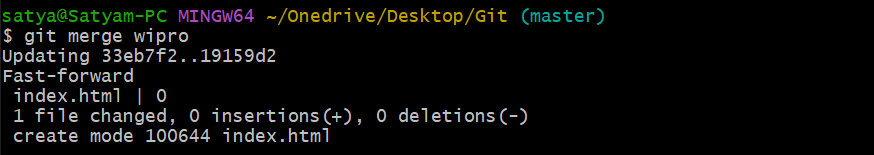 satya@Satyam-PC MINGW64 ~/Onedrive/Desktop/Git (master)
$ git merge wipro
Updating 33eb7f2..19159d2
Fast-forward
 index.html | 0
 1 file changed, 0 insertions(+), 0 deletions(-)
 create mode 100644 index.html